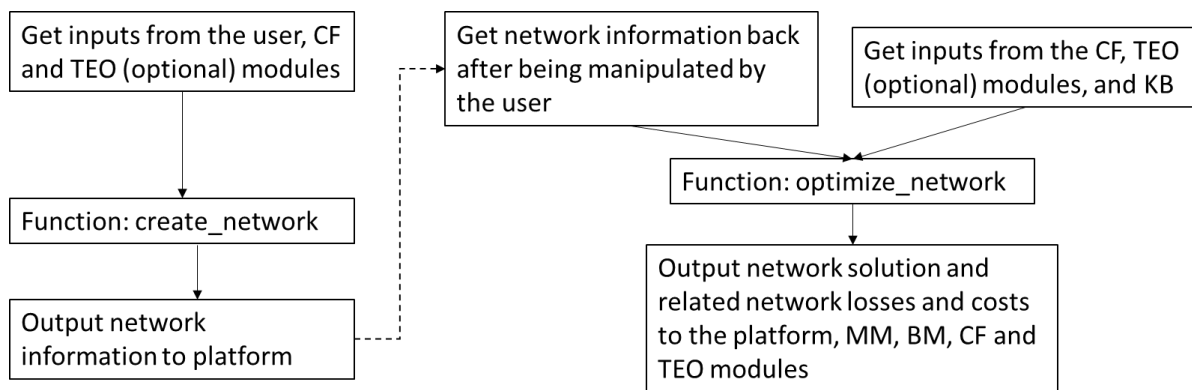 Get inputs from the user, CF
and TEO (optional) modules
Function: create_network
Output network
information to platform
Get network information back
after being manipulated by
the user
Get inputs from the CF, TEO
(optional) modules, and KB
Function: optimize_network
Output network solution and
related network losses and costs
to the platform, MM, BM, CF and
TEO modules